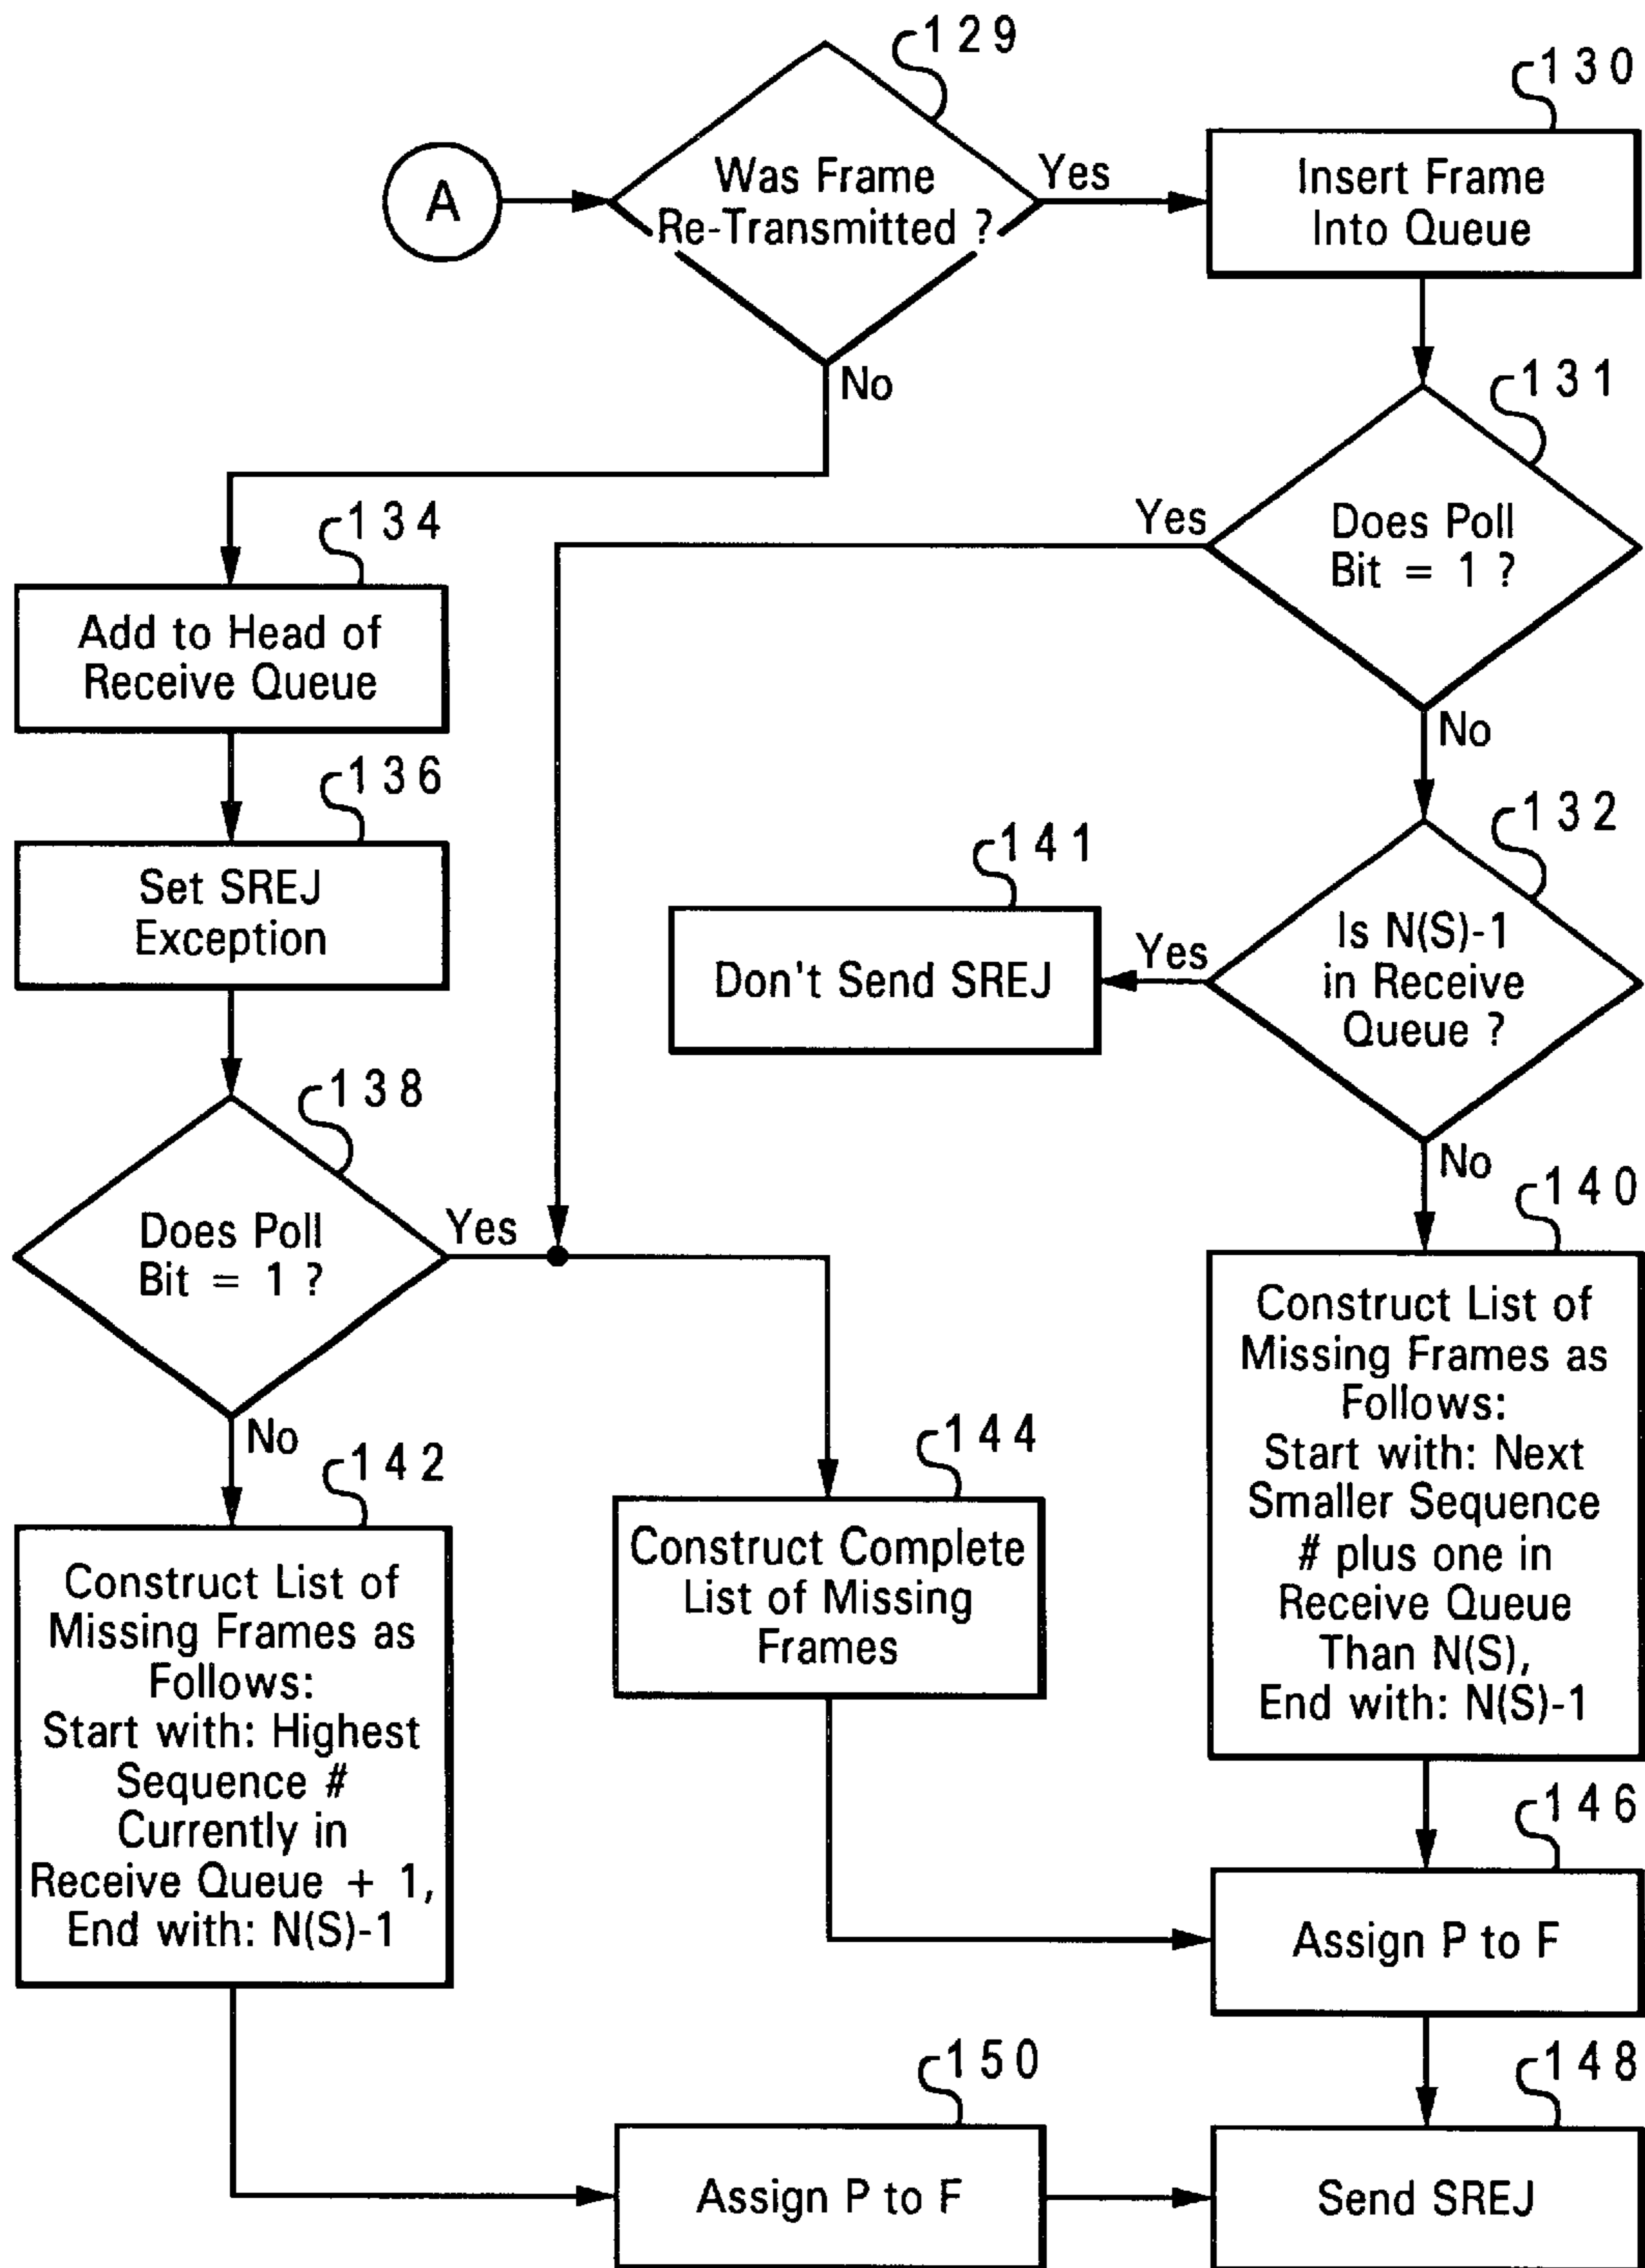 129
130
A
Was Frame
Re-Transmitted ?
Yes
Insert Frame
Into Queue
No
131
134
Yes
Does Poll
Bit = 1 ?
Add to Head of
Receive Queue
No
136
132
141
Set SREJ
Exception
Don't Send SREJ
Yes
Is N(S)-1
in Receive
Queue ?
138
No
140
Does Poll
Bit = 1 ?
Yes
Construct List of
Missing Frames as
Follows:
Start with: Next
Smaller Sequence
# plus one in
Receive Queue
Than N(S),
End with: N(S)-1
No
142
144
Construct List of
Missing Frames as
Follows:
Start with: Highest
Sequence #
Currently in
Receive Queue + 1,
End with: N(S)-1
Construct Complete
List of Missing
Frames
146
Assign P to F
150
148
Assign P to F
Send SREJ